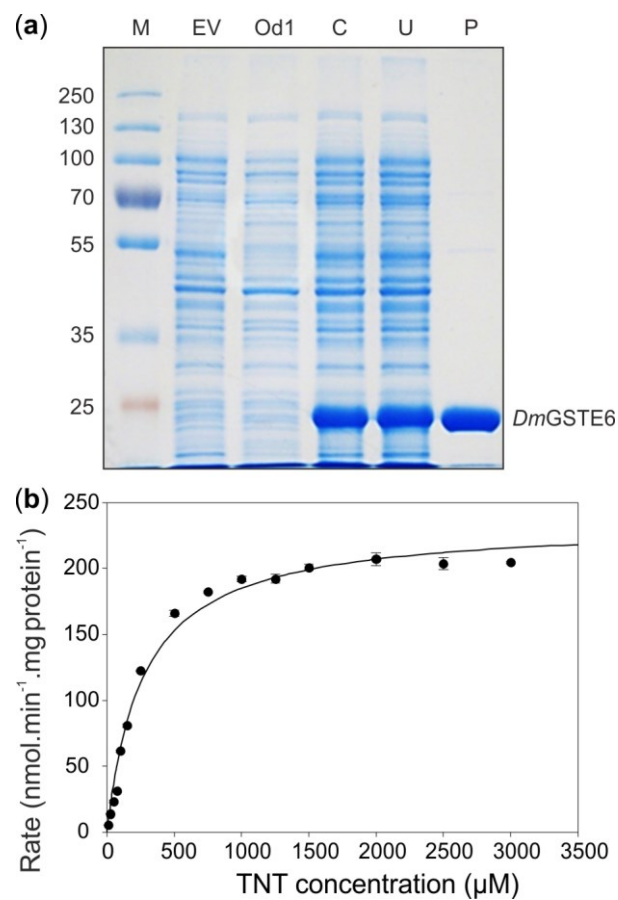 (a) M EV Od1 C U P
250
130
100
70
55
35
25 DmGSTE6
(b)
250
200
150
100
50
0
0 500 1000 1500 2000 2500 3000 3500
Rate (nmol.min⁻¹.mg protein⁻¹)
TNT concentration (µM)